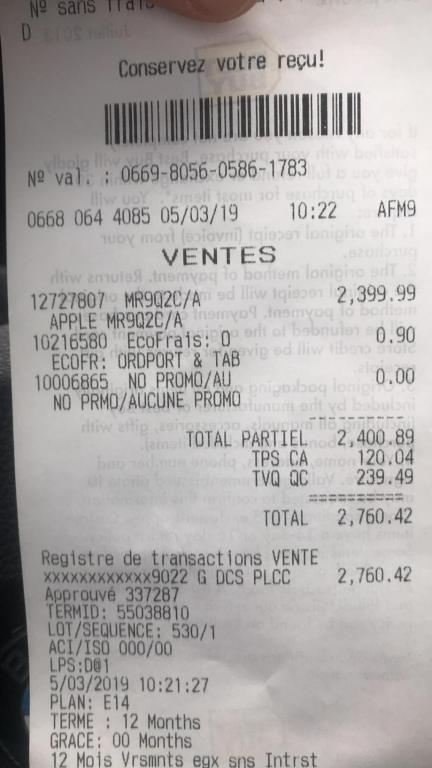 Nº sans frais
D
Conservez votre reçu!
Nº val. : 0669-8056-0586-1783
0668 064 4085 05/03/19 10:22 AFM9
VENTES
12727807 MR9Q2C/A 2,399.99
APPLE MR9Q2C/A
10216580 EcoFrais: O 0.90
ECOFR: ORDPORT & TAB
10006865 NO PROMO/AU 0.00
NO PRMO/AUCUNE PROMO
TOTAL PARTIEL 2,400.89
TPS CA 120.04
TVQ QC 239.49
==========
TOTAL 2,760.42
Registre de transactions VENTE
xxxxxxxxxxxx9022 G DCS PLCC 2,760.42
Approuvé 337287
TERMID: 55038810
LOT/SEQUENCE: 530/1
ACI/ISO 000/00
LPS:D@1
5/03/2019 10:21:27
PLAN: E14
TERME : 12 Months
GRACE: 00 Months
12 Mois Vrsmnts egx sns Intrst